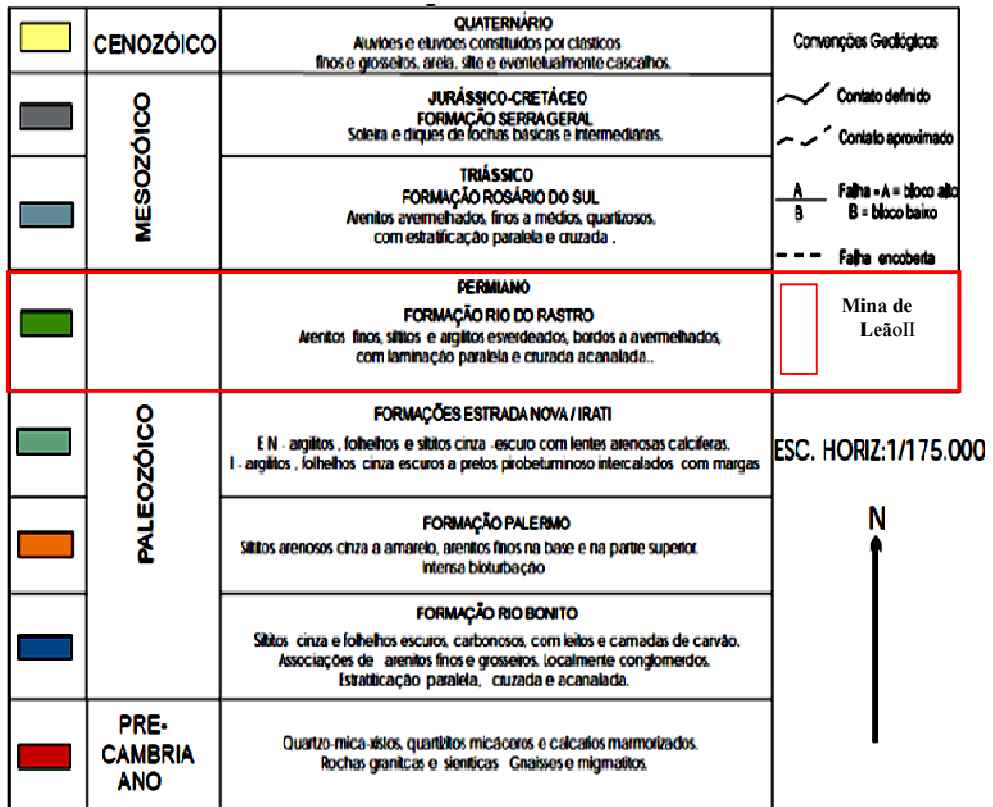 CENOZÓICO
QUATERNÁRIO
Aluviões e eluviões constituídos por clásticos
finos e grosseiros, areia, silte e eventetualmente cascalhos.
MESOZÓICO
JURÁSSICO-CRETÁCEO
FORMAÇÃO SERRA GERAL
Soleira e diques de rochas básicas e intermediárias.
TRIÁSSICO
FORMAÇÃO ROSÁRIO DO SUL
Arenitos avermelhados, finos a médios, quartizosos,
com estratificação paralela e cruzada .
PALEOZÓICO
PERMIANO
FORMAÇÃO RIO DO RASTRO
Arenitos finos, siltitos e argilitos esverdeados, bordos a avermelhados,
com laminação paralela e cruzada acanalada..
FORMAÇÕES ESTRADA NOVA / IRATI
E N - argilitos , folhelhos e siltitos cinza -escuro com lentes arenosas calcíferas.
I - argilitos , folhelhos cinza escuros a pretos pirobetuminoso intercalados com margas
FORMAÇÃO PALERMO
Siltitos arenosos cinza a amarelo, arenitos finos na base e na partre superior.
Intensa bioturbação
FORMAÇÃO RIO BONITO
Siltitos cinza e folhelhos escuros, carbonosos, com leitos e camadas de carvão.
Associações de arenitos finos e grosseiros. Localmente conglomerdos.
Estratificação paralela, cruzada e acanalada.
PRE-
CAMBRIA
ANO
Quartzo-mica-xistos, quartizitos micáceros e calcarios marmorizados.
Rochas graníticas e sieníticas Gnaisses e migmatitos.
Convenções Geológicas
Contato definido
Contato aproximado
A
B
Falha - A = bloco alto
B = bloco baixo
Falha encoberta
Mina de
LeãoII
ESC. HORIZ:1/175.000
N